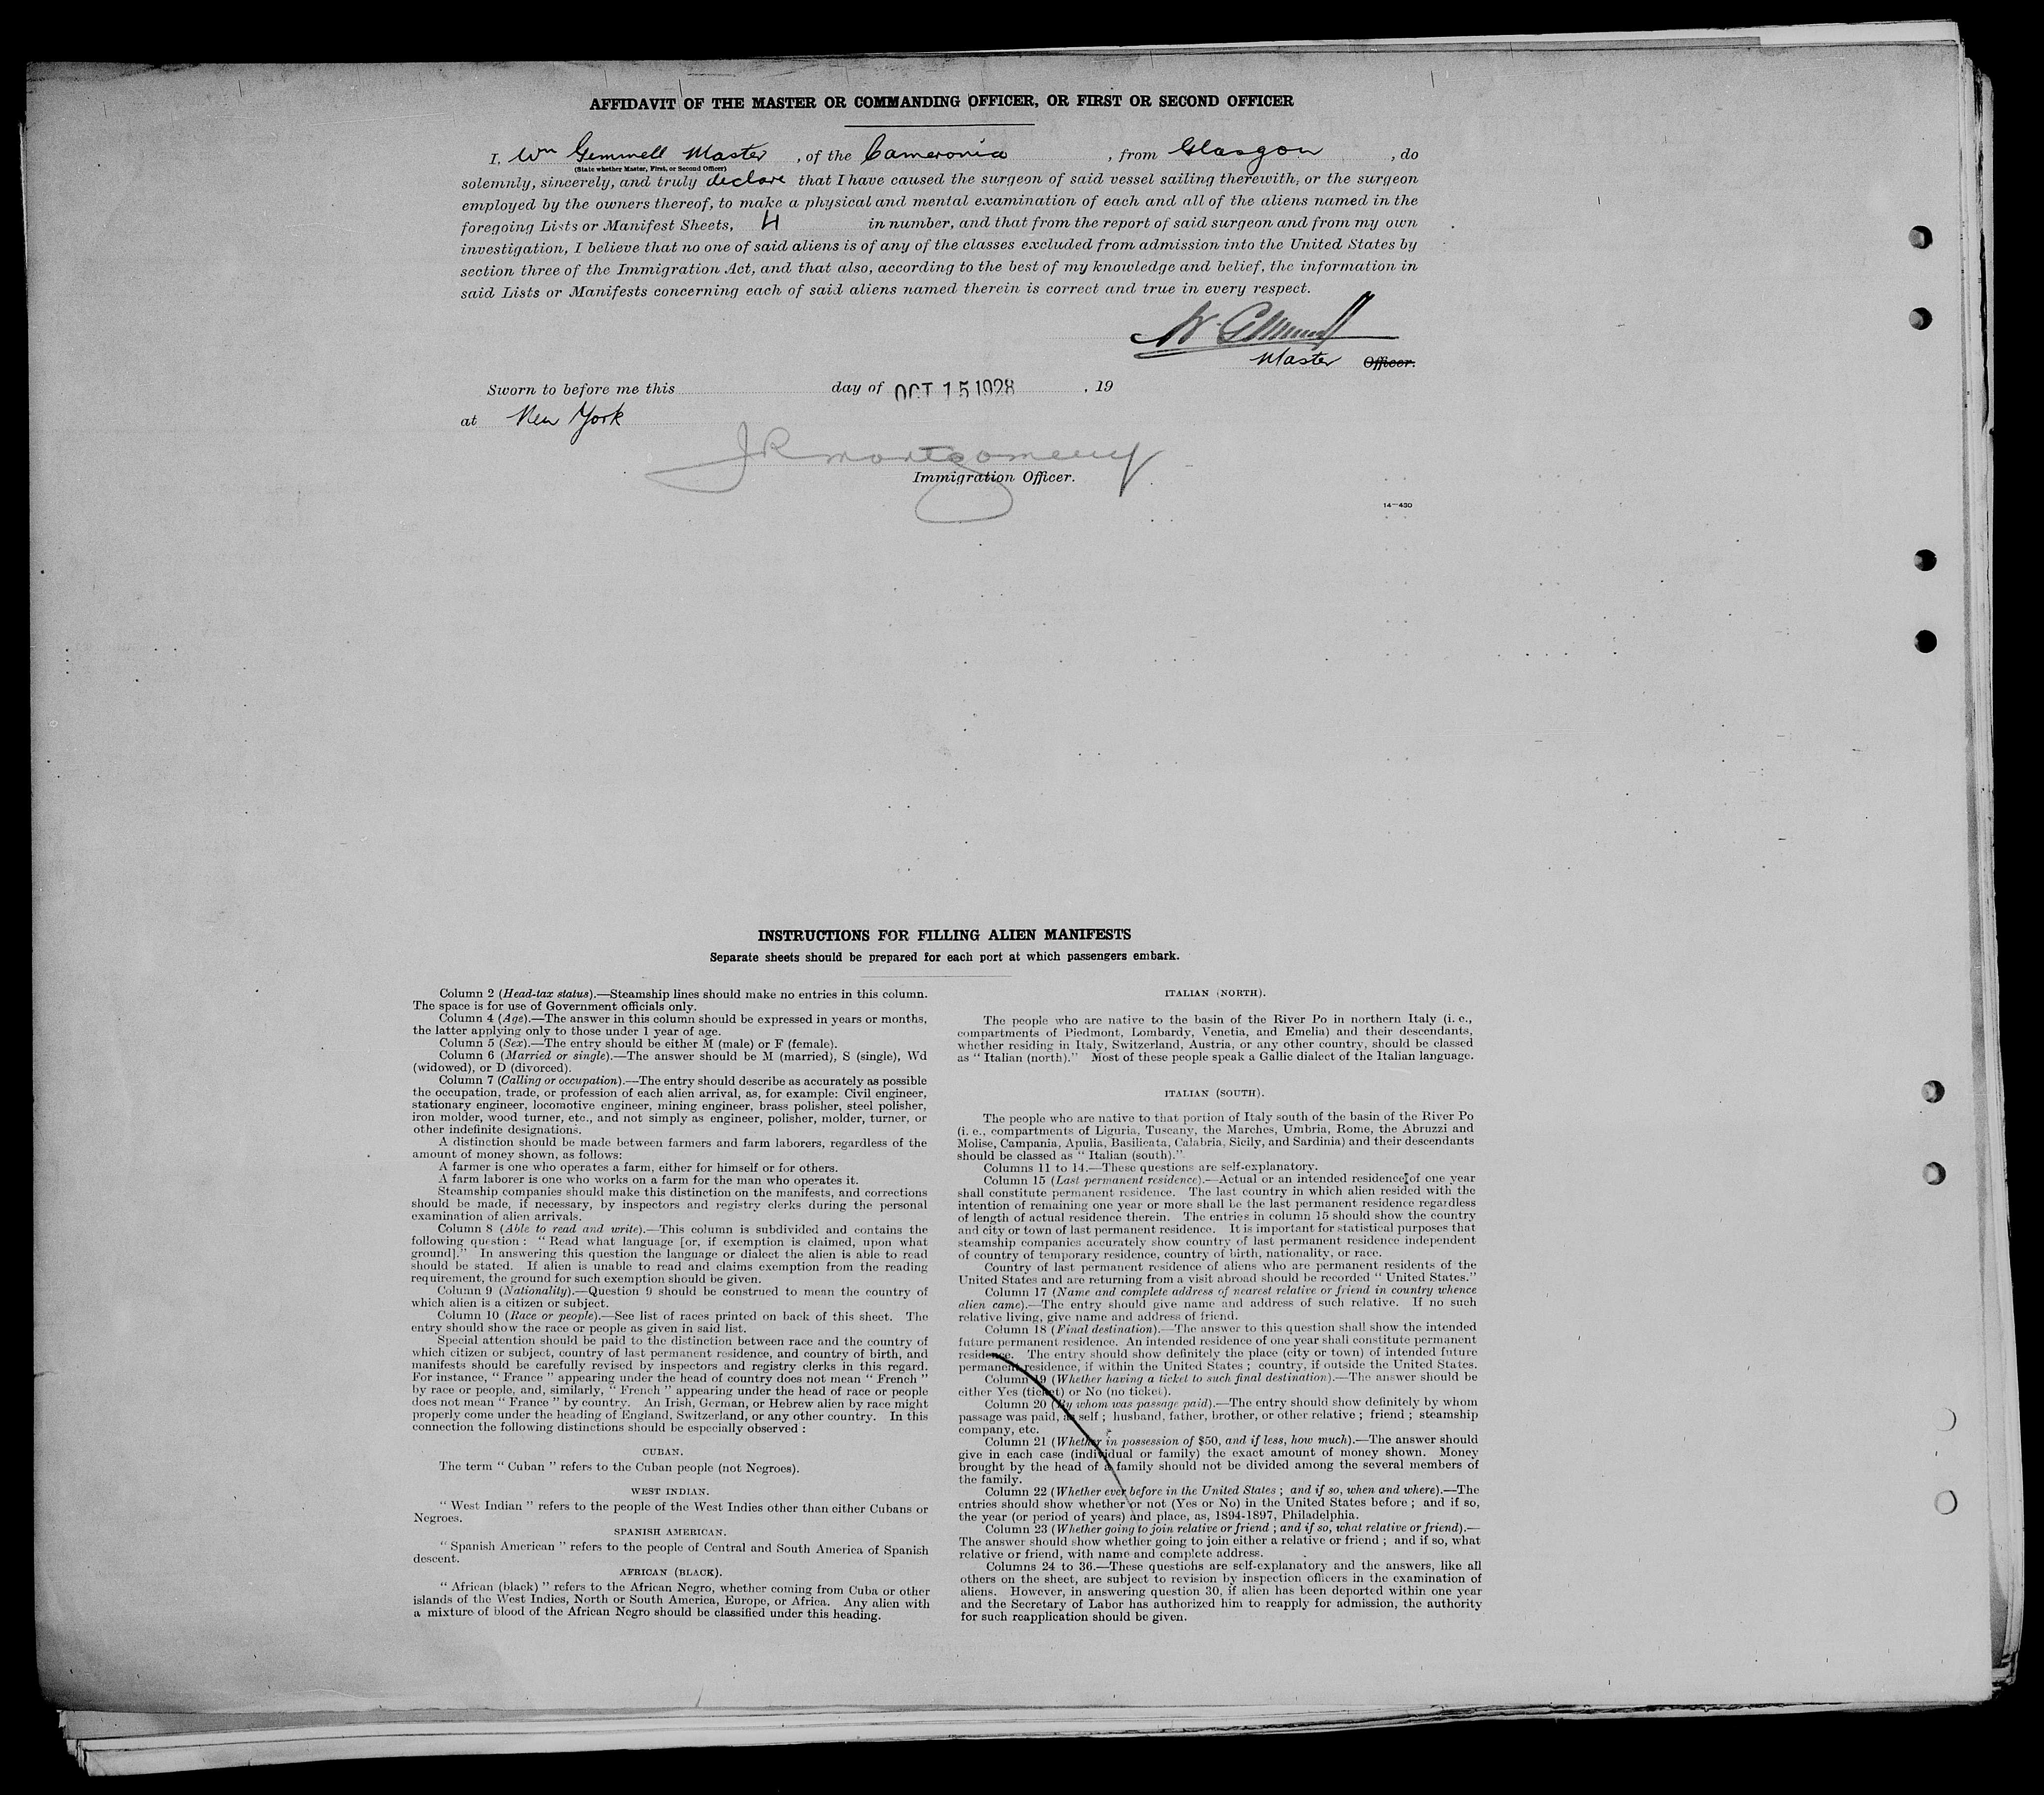 AFFIDAVIT OF THE MASTER OR COMMANDING OFFICER, OR FIRST OR SECOND OFFICER
I, Wm Gemmell Master, of the Cameronia, from Glasgow, do
(State whether Master, First, or Second Officer)
solemnly, sincerely, and truly declare that I have caused the surgeon of said vessel sailing therewith, or the surgeon
employed by the owners thereof, to make a physical and mental examination of each and all of the aliens named in the
foregoing Lists or Manifest Sheets, 4 in number, and that from the report of said surgeon and from my own
investigation, I believe that no one of said aliens is of any of the classes excluded from admission into the United States by
section three of the Immigration Act, and that also, according to the best of my knowledge and belief, the information in
said Lists or Manifests concerning each of said aliens named therein is correct and true in every respect.
W. Gemmell
Master Officer.
Sworn to before me this day of OCT 15 1928, 19
at New York
J R Montgomery
Immigration Officer.
14—430
INSTRUCTIONS FOR FILLING ALIEN MANIFESTS
Separate sheets should be prepared for each port at which passengers embark.
Column 2 (Head-tax status).—Steamship lines should make no entries in this column.
The space is for use of Government officials only.
Column 4 (Age).—The answer in this column should be expressed in years or months,
the latter applying only to those under 1 year of age.
Column 5 (Sex).—The entry should be either M (male) or F (female).
Column 6 (Married or single).—The answer should be M (married), S (single), Wd
(widowed), or D (divorced).
Column 7 (Calling or occupation).—The entry should describe as accurately as possible
the occupation, trade, or profession of each alien arrival, as, for example: Civil engineer,
stationary engineer, locomotive engineer, mining engineer, brass polisher, steel polisher,
iron molder, wood turner, etc., and not simply as engineer, polisher, molder, turner, or
other indefinite designations.
A distinction should be made between farmers and farm laborers, regardless of the
amount of money shown, as follows:
A farmer is one who operates a farm, either for himself or for others.
A farm laborer is one who works on a farm for the man who operates it.
Steamship companies should make this distinction on the manifests, and corrections
should be made, if necessary, by inspectors and registry clerks during the personal
examination of alien arrivals.
Column 8 (Able to read and write).—This column is subdivided and contains the
following question: "Read what language [or, if exemption is claimed, upon what
ground]." In answering this question the language or dialect the alien is able to read
should be stated. If alien is unable to read and claims exemption from the reading
requirement, the ground for such exemption should be given.
Column 9 (Nationality).—Question 9 should be construed to mean the country of
which alien is a citizen or subject.
Column 10 (Race or people).—See list of races printed on back of this sheet. The
entry should show the race or people as given in said list.
Special attention should be paid to the distinction between race and the country of
which citizen or subject, country of last permanent residence, and country of birth, and
manifests should be carefully revised by inspectors and registry clerks in this regard.
For instance, "France" appearing under the head of country does not mean "French"
by race or people, and, similarly, "French" appearing under the head of race or people
does not mean "France" by country. An Irish, German, or Hebrew alien by race might
properly come under the heading of England, Switzerland, or any other country. In this
connection the following distinctions should be especially observed:
CUBAN.
The term "Cuban" refers to the Cuban people (not Negroes).
WEST INDIAN.
"West Indian" refers to the people of the West Indies other than either Cubans or
Negroes.
SPANISH AMERICAN.
"Spanish American" refers to the people of Central and South America of Spanish
descent.
AFRICAN (BLACK).
"African (black)" refers to the African Negro, whether coming from Cuba or other
islands of the West Indies, North or South America, Europe, or Africa. Any alien with
a mixture of blood of the African Negro should be classified under this heading.
ITALIAN (NORTH).
The people who are native to the basin of the River Po in northern Italy (i. e.,
compartments of Piedmont, Lombardy, Venetia, and Emelia) and their descendants,
whether residing in Italy, Switzerland, Austria, or any other country, should be classed
as "Italian (north)." Most of these people speak a Gallic dialect of the Italian language.
ITALIAN (SOUTH).
The people who are native to that portion of Italy south of the basin of the River Po
(i. e., compartments of Liguria, Tuscany, the Marches, Umbria, Rome, the Abruzzi and
Molise, Campania, Apulia, Basilicata, Calabria, Sicily, and Sardinia) and their descendants
should be classed as "Italian (south)."
Columns 11 to 14.—These questions are self-explanatory.
Column 15 (Last permanent residence).—Actual or an intended residence of one year
shall constitute permanent residence. The last country in which alien resided with the
intention of remaining one year or more shall be the last permanent residence regardless
of length of actual residence therein. The entries in column 15 should show the country
and city or town of last permanent residence. It is important for statistical purposes that
steamship companies accurately show country of last permanent residence independent
of country of temporary residence, country of birth, nationality, or race.
Country of last permanent residence of aliens who are permanent residents of the
United States and are returning from a visit abroad should be recorded "United States."
Column 17 (Name and complete address of nearest relative or friend in country whence
alien came).—The entry should give name and address of such relative. If no such
relative living, give name and address of friend.
Column 18 (Final destination).—The answer to this question shall show the intended
future permanent residence. An intended residence of one year shall constitute permanent
residence. The entry should show definitely the place (city or town) of intended future
permanent residence, if within the United States; country, if outside the United States.
Column 19 (Whether having a ticket to such final destination).—The answer should be
either Yes (ticket) or No (no ticket).
Column 20 (By whom was passage paid).—The entry should show definitely by whom
passage was paid, as self; husband, father, brother, or other relative; friend; steamship
company, etc.
Column 21 (Whether in possession of $50, and if less, how much).—The answer should
give in each case (individual or family) the exact amount of money shown. Money
brought by the head of a family should not be divided among the several members of
the family.
Column 22 (Whether ever before in the United States; and if so, when and where).—The
entries should show whether or not (Yes or No) in the United States before; and if so,
the year (or period of years) and place, as, 1894-1897, Philadelphia.
Column 23 (Whether going to join relative or friend; and if so, what relative or friend).—
The answer should show whether going to join either a relative or friend; and if so, what
relative or friend, with name and complete address.
Columns 24 to 36.—These questions are self-explanatory and the answers, like all
others on the sheet, are subject to revision by inspection officers in the examination of
aliens. However, in answering question 30, if alien has been deported within one year
and the Secretary of Labor has authorized him to reapply for admission, the authority
for such reapplication should be given.